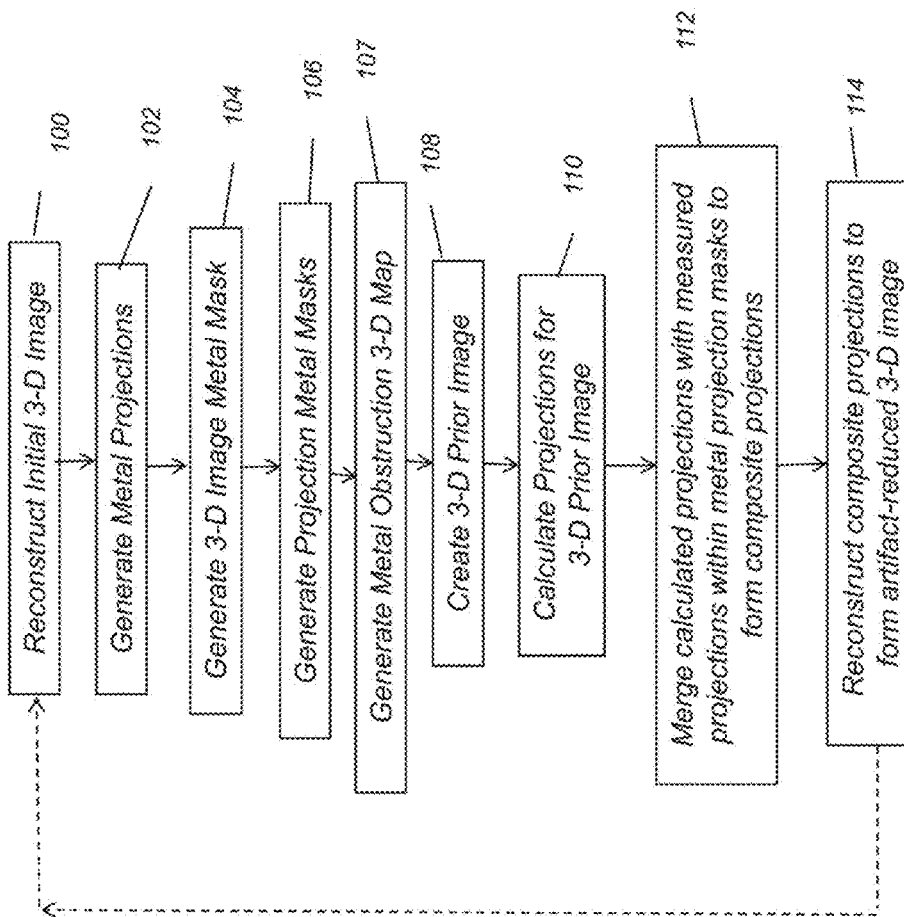 Reconstruct Initial 3-D Image
100
Generate Metal Projections
102
Generate 3-D Image Metal Mask
104
Generate Projection Metal Masks
106
Generate Metal Obstruction 3-D Map
107
Create 3-D Prior Image
108
Calculate Projections for
3-D Prior Image
110
Merge calculated projections with measured
projections within metal projection masks to
form composite projections
112
Reconstruct composite projections to
form artifact-reduced 3-D image
114